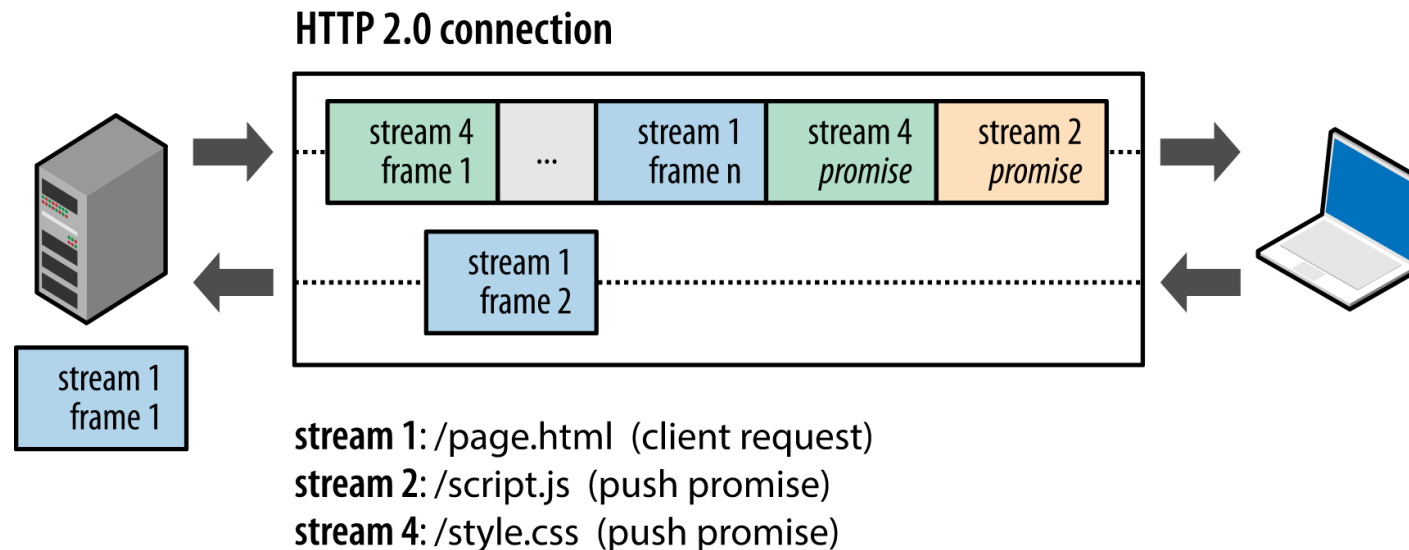 HTTP 2.0 connection
stream 4
frame 1
...
stream 1
frame n
stream 4
promise
stream 2
promise
stream 1
frame 2
stream 1
frame 1
stream 1: /page.html (client request)
stream 2: /script.js (push promise)
stream 4: /style.css (push promise)